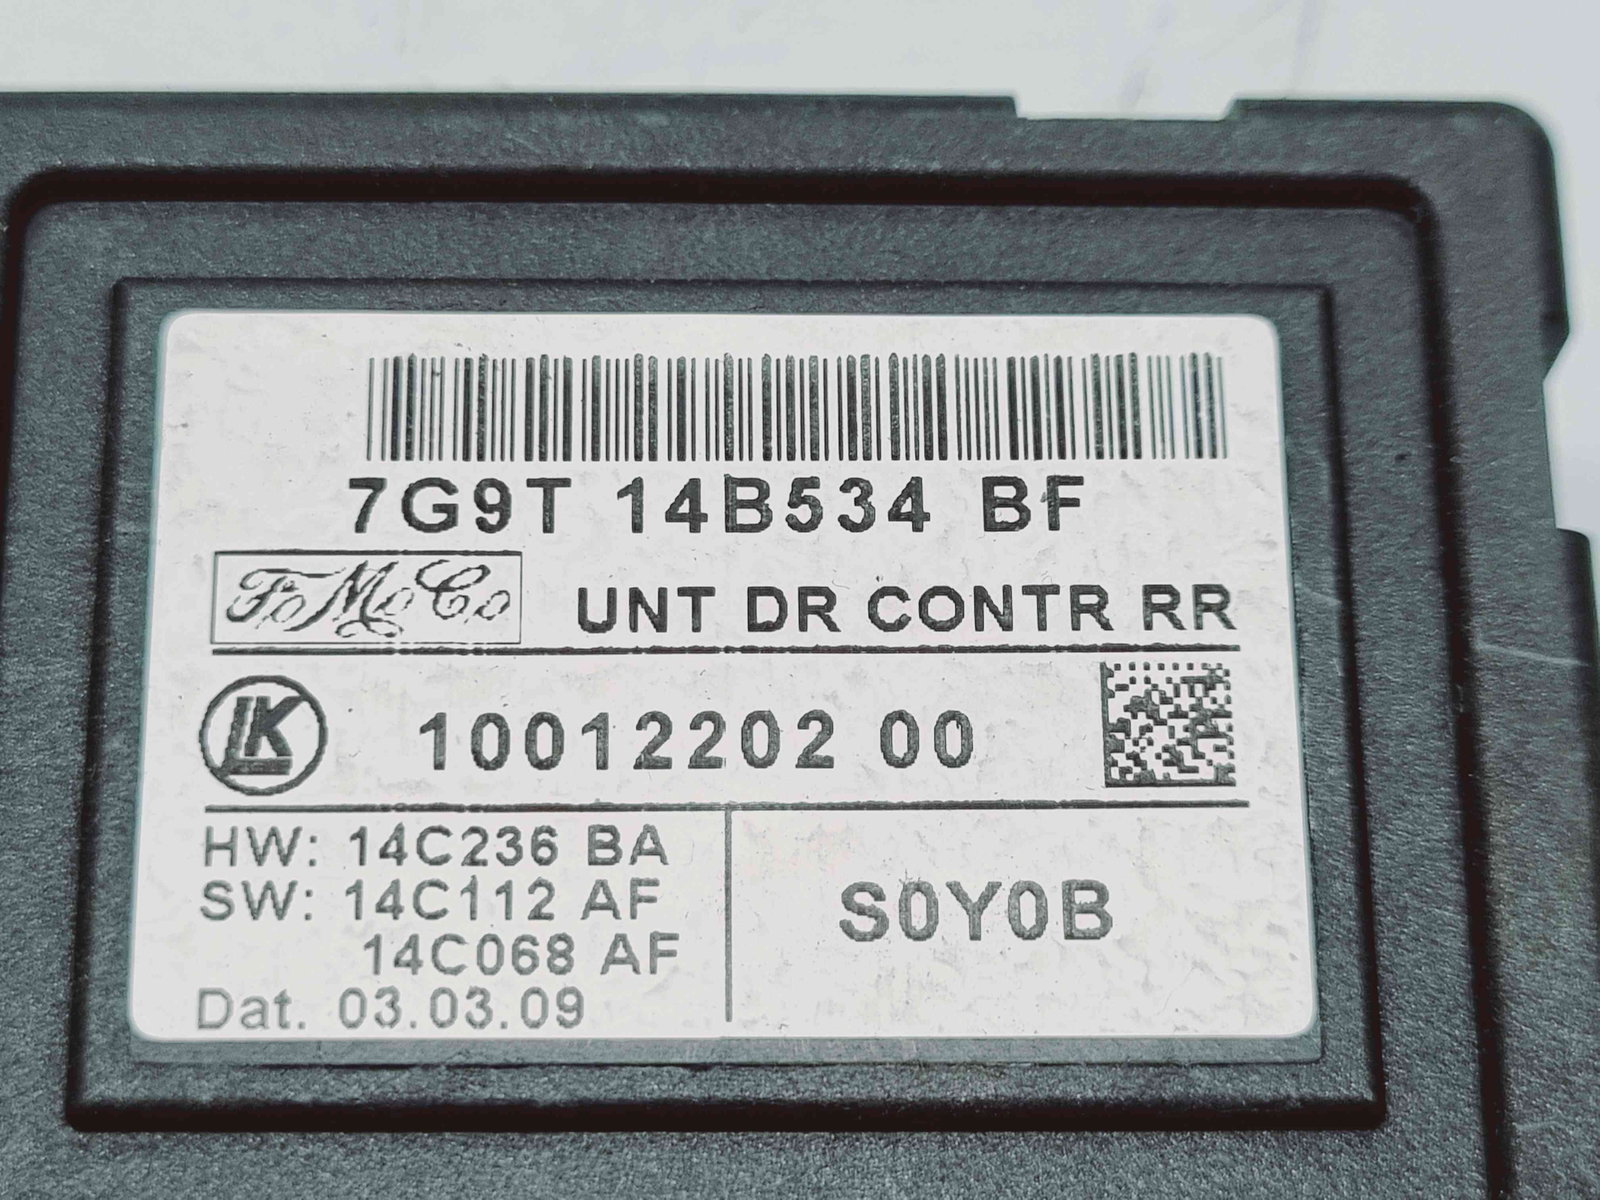 7G9T 14B534 BF
FoMoCo UNT DR CONTR RR
LK 10012202 00
HW: 14C236 BA
SW: 14C112 AF
14C068 AF
Dat. 03.03.09
S0Y0B